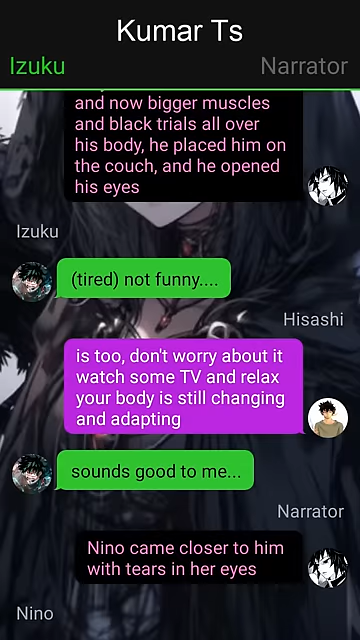 Kumar Ts
Izuku
Narrator
and now bigger muscles
and black trials all over
his body, he placed him on
the couch, and he opened
his eyes
Izuku
(tired) not funny....
Hisashi
is too, don't worry about it
watch some TV and relax
your body is still changing
and adapting
sounds good to me...
Narrator
Nino came closer to him
with tears in her eyes
Nino